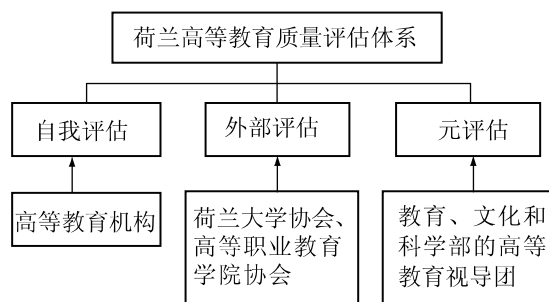 荷兰高等教育质量评估体系
自我评估
外部评估
元评估
高等教育机构
荷兰大学协会、
高等职业教育
学院协会
教育、文化和
科学部的高等
教育视导团